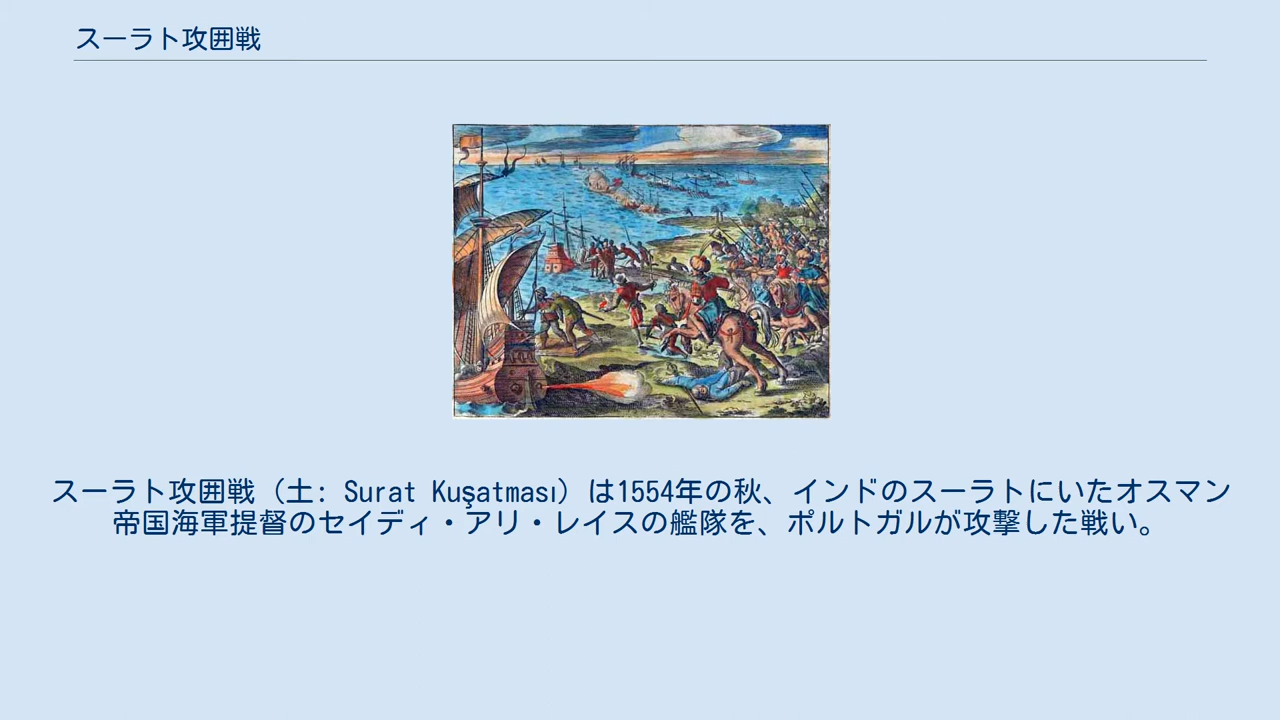 スーラト攻囲戦
スーラト攻囲戦（土: Surat Kuşatması）は1554年の秋、インドのスーラトにいたオスマン
帝国海軍提督のセイディ・アリ・レイスの艦隊を、ポルトガルが攻撃した戦い。